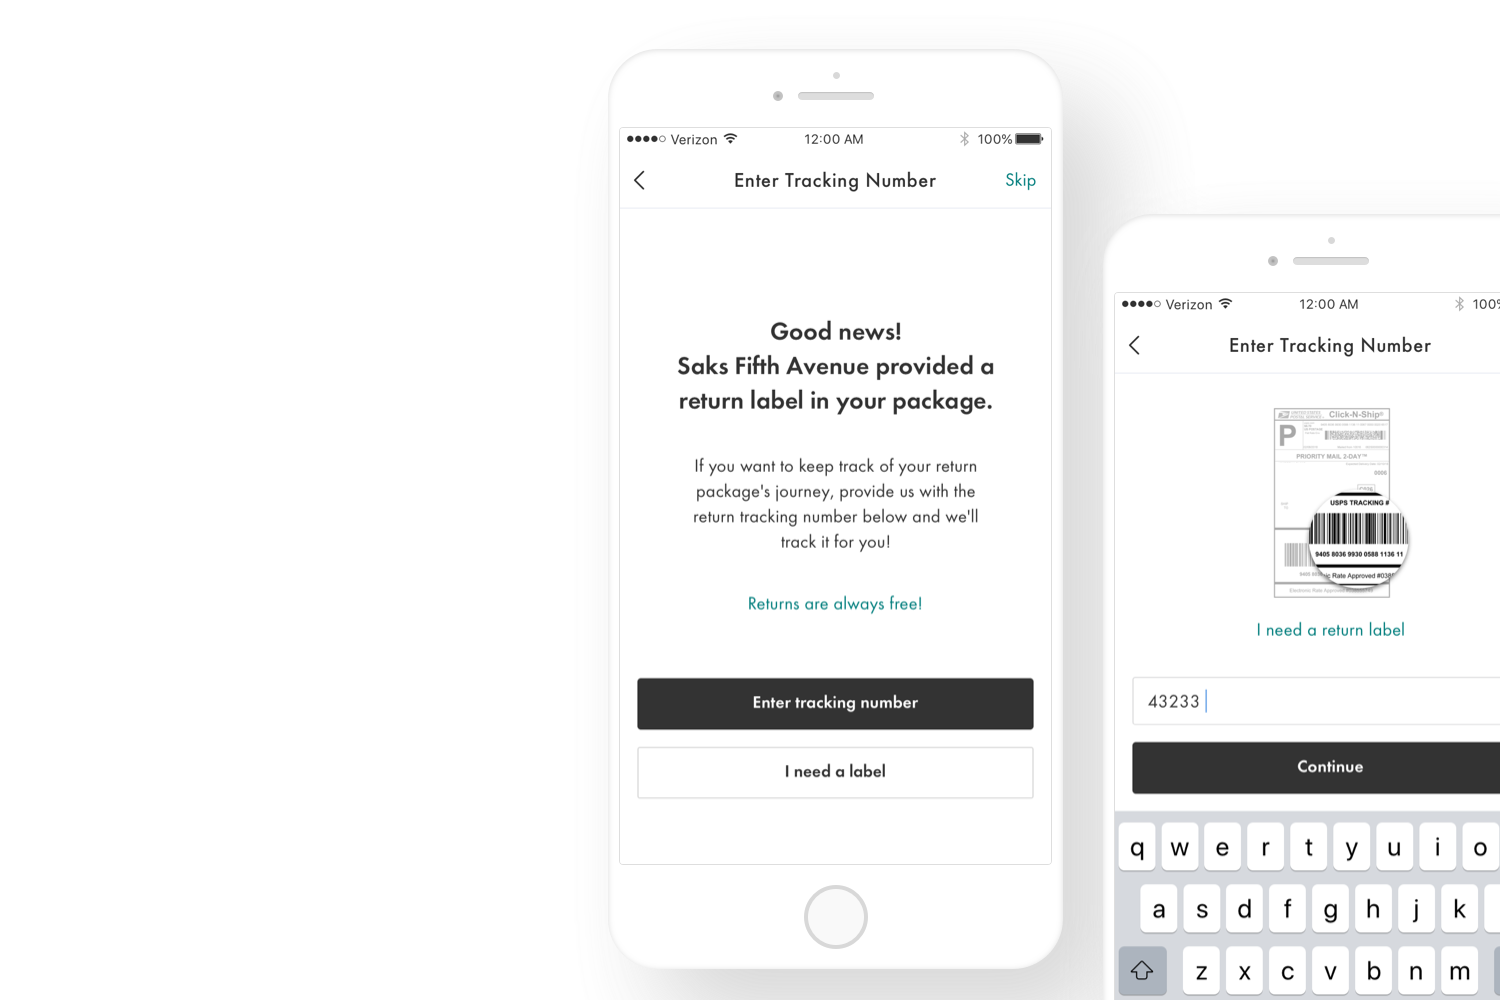 Verizon
12:00 AM
100%
Enter Tracking Number
Skip
Good news!
Saks Fifth Avenue provided a
return label in your package.
If you want to keep track of your return
package's journey, provide us with the
return tracking number below and we'll
track it for you!
Returns are always free!
Enter tracking number
I need a label
Verizon
12:00 AM
100%
Enter Tracking Number
Click-N-Ship®
P
PRIORITY MAIL 2-DAY™
0006
USPS TRACKING #
9405 8036 9930 0588 1136 11
Rate Approved #038
I need a return label
43233
Continue
q w e r t y u i o
a s d f g h j k
z x c v b n m